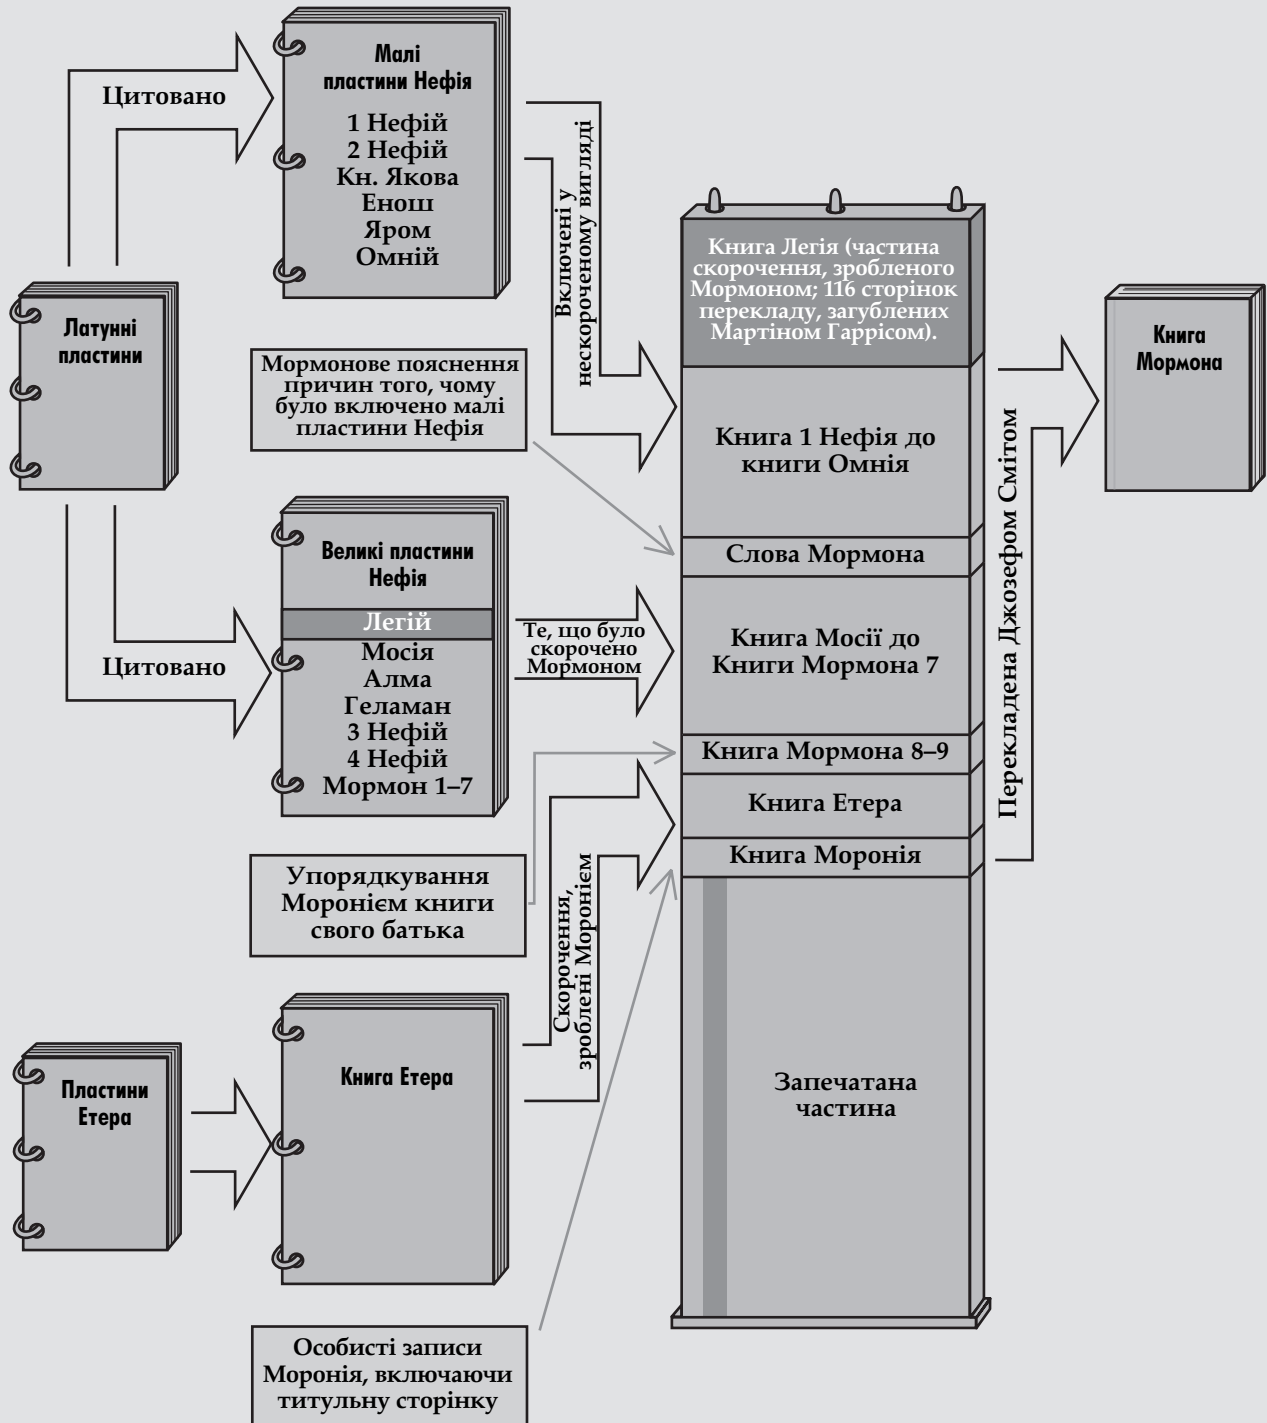 Малі
пластини Нефія
1 Нефій
2 Нефій
Кн. Якова
Енош
Яром
Омній
Цитовано
Латунні
пластини
Включені у
нескороченому вигляді
Мормонове пояснення
причин того, чому
було включено малі
пластини Нефія
Великі пластини
Нефія
Легій
Мосія
Алма
Геламан
3 Нефій
4 Нефій
Мормон 1–7
Цитовано
Те, що було
скорочено
Мормоном
Упорядкування
Моронієм книги
свого батька
Скорочення,
зроблені Моронієм
Пластини
Етера
Книга Етера
Особисті записи
Моронія, включаючи
титульну сторінку
Книга Легія (частина
скорочення, зробленого
Мормоном; 116 сторінок
перекладу, загублених
Мартіном Гаррісом).
Книга 1 Нефія до
книги Омнія
Слова Мормона
Книга Мосії до
Книги Мормона 7
Книга Мормона 8–9
Книга Етера
Книга Моронія
Запечатана
частина
Перекладена Джозефом Смітом
Книга
Мормона